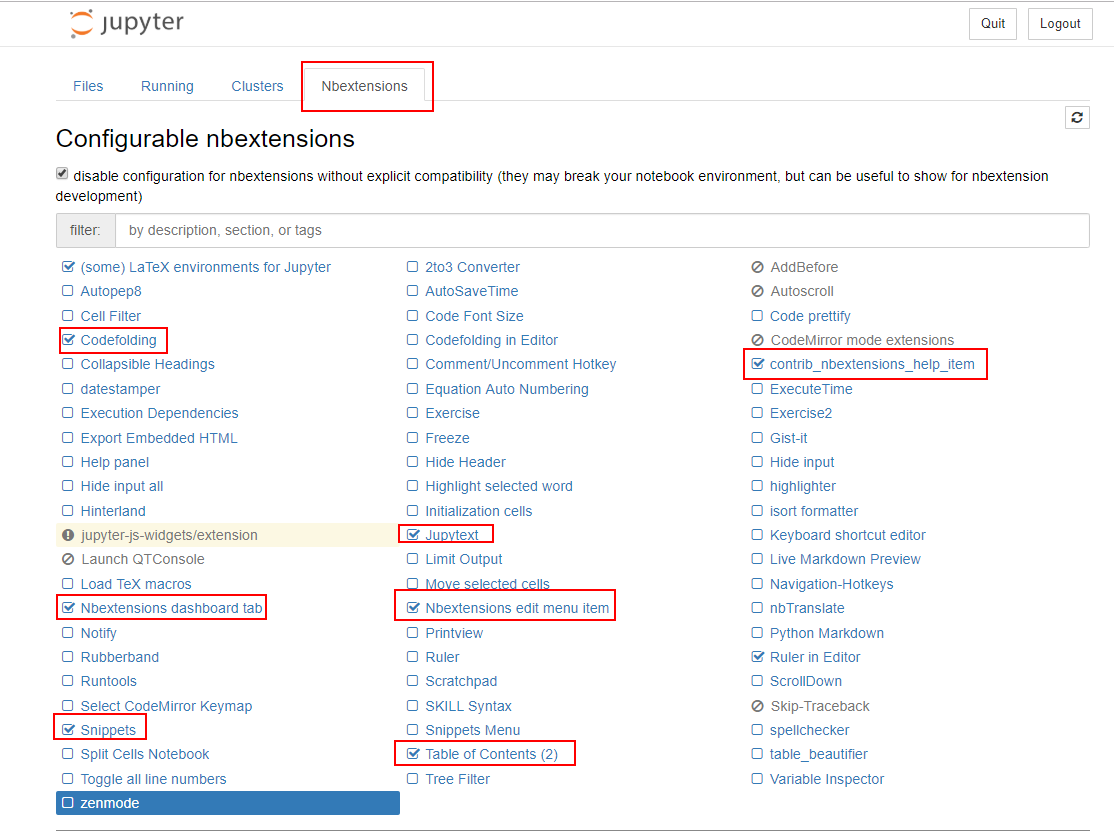 jupyter
Quit Logout
Files Running Clusters Nbextensions
Configurable nbextensions
disable configuration for nbextensions without explicit compatibility (they may break your notebook environment, but can be useful to show for nbextension
development)
filter: by description, section, or tags
(some) LaTeX environments for Jupyter 2to3 Converter AddBefore
Autopep8 AutoSaveTime Autoscroll
Cell Filter Code Font Size Code prettify
Codefolding Codefolding in Editor CodeMirror mode extensions
Collapsible Headings Comment/Uncomment Hotkey contrib_nbextensions_help_item
datestamper Equation Auto Numbering ExecuteTime
Execution Dependencies Exercise Exercise2
Export Embedded HTML Freeze Gist-it
Help panel Hide Header Hide input
Hide input all Highlight selected word highlighter
Hinterland Initialization cells isort formatter
jupyter-js-widgets/extension Jupytext Keyboard shortcut editor
Launch QTConsole Limit Output Live Markdown Preview
Load TeX macros Move selected cells Navigation-Hotkeys
Nbextensions dashboard tab Nbextensions edit menu item nbTranslate
Notify Printview Python Markdown
Rubberband Ruler Ruler in Editor
Runtools Scratchpad ScrollDown
Select CodeMirror Keymap SKILL Syntax Skip-Traceback
Snippets Snippets Menu spellchecker
Split Cells Notebook Table of Contents (2) table_beautifier
Toggle all line numbers Tree Filter Variable Inspector
zenmode